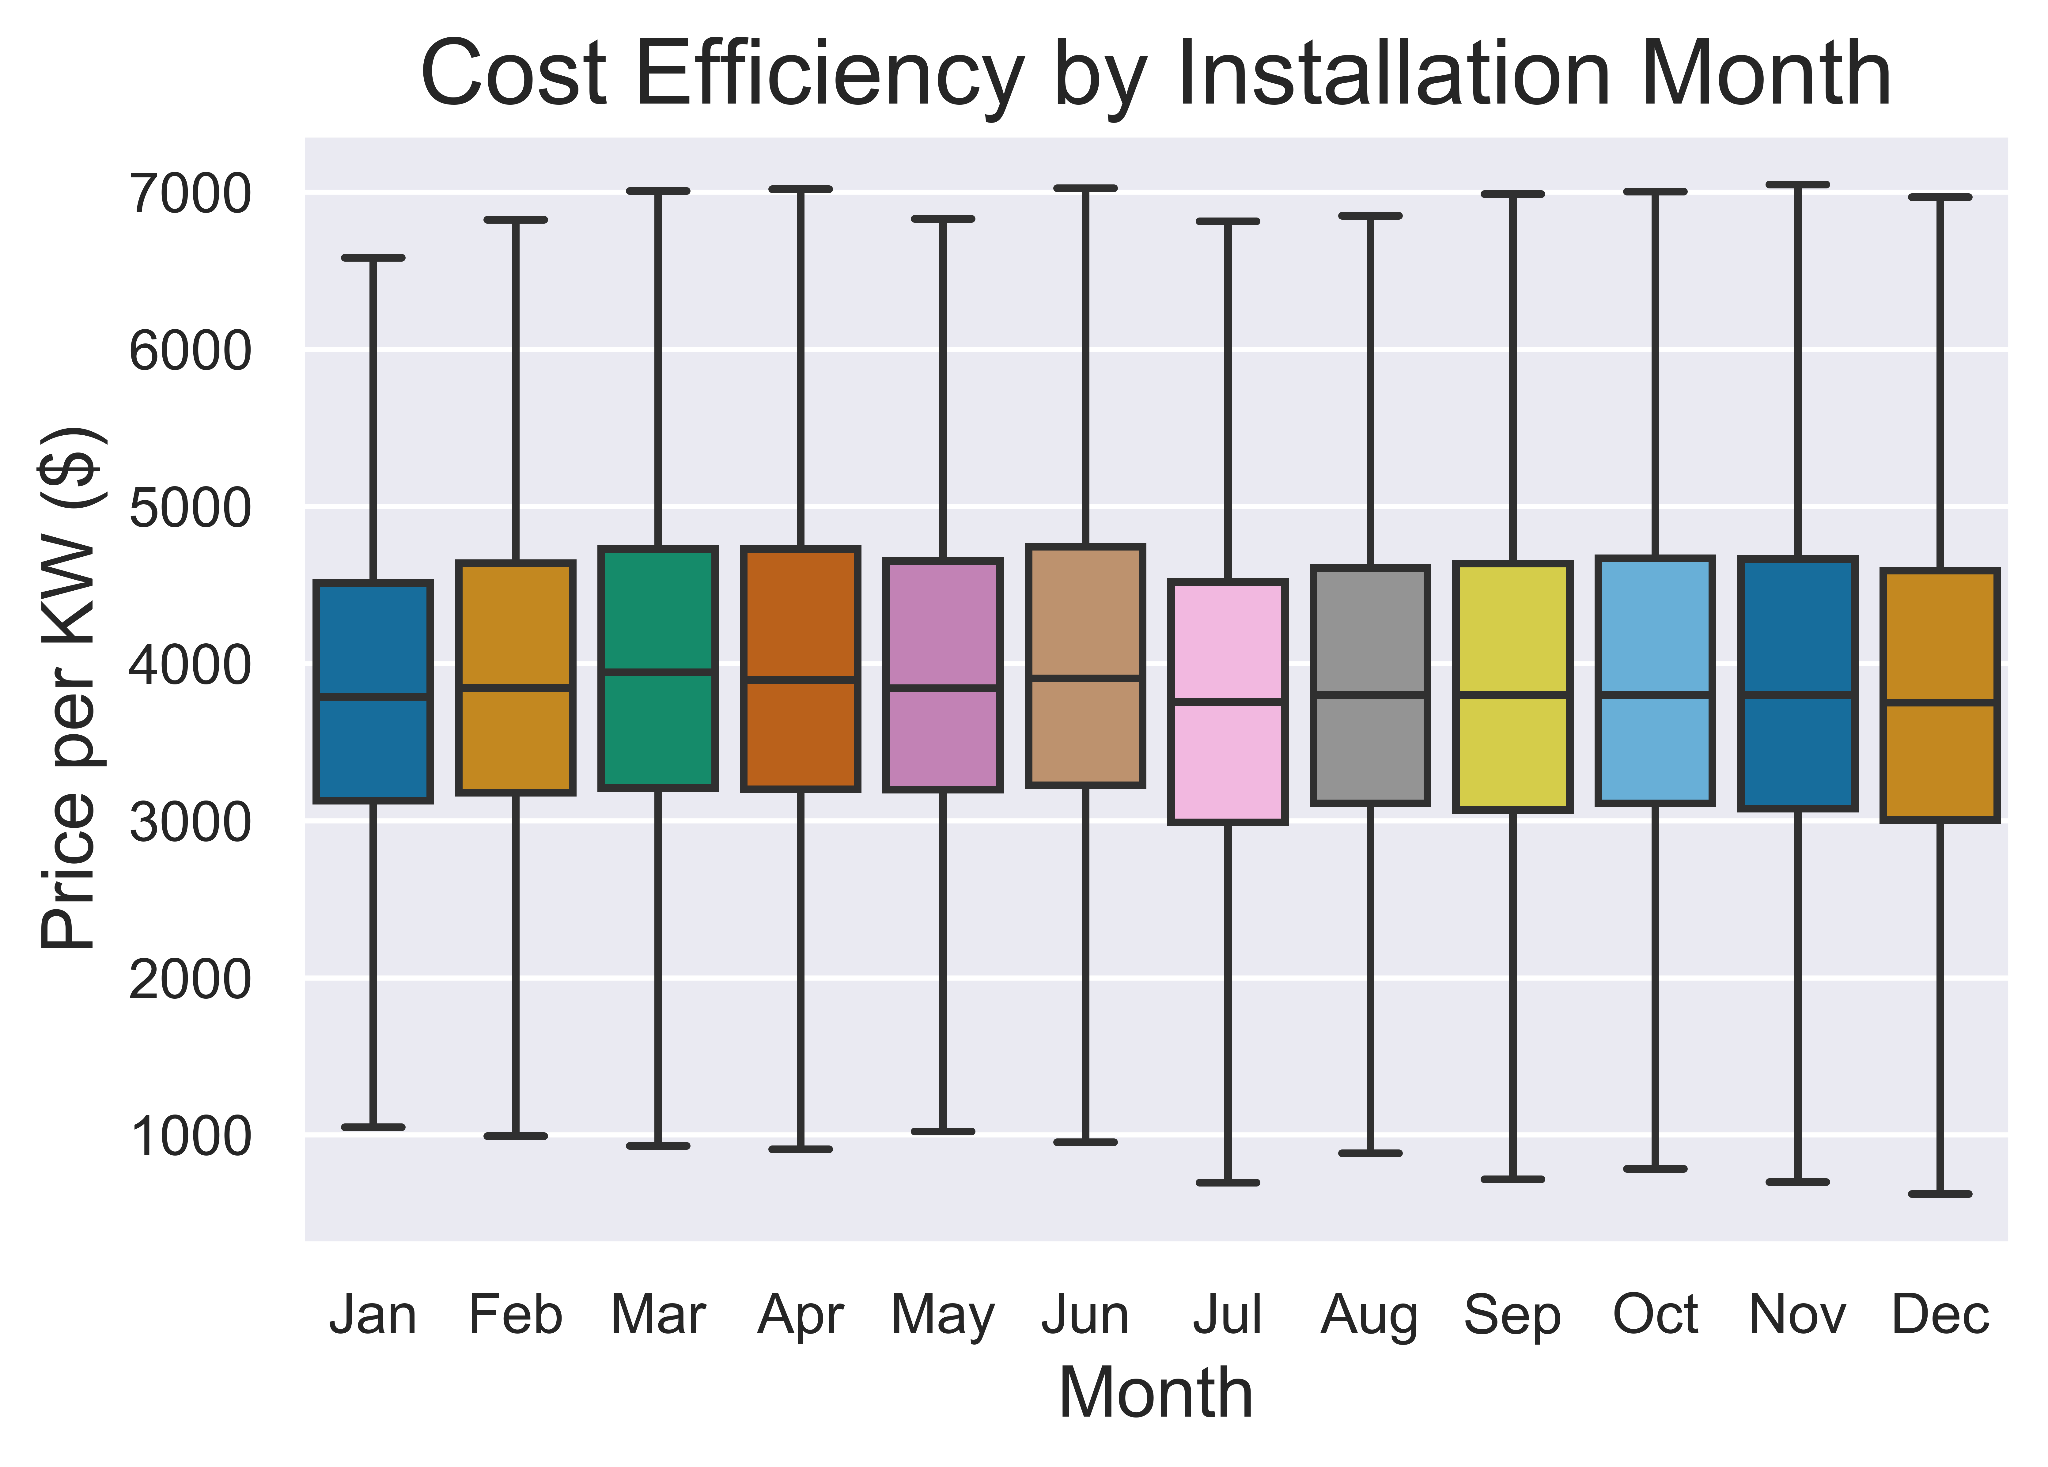 Cost Efficiency by Installation Month
Price per KW ($)
7000
6000
5000
4000
3000
2000
1000
Jan Feb Mar Apr May Jun Jul Aug Sep Oct Nov Dec
Month